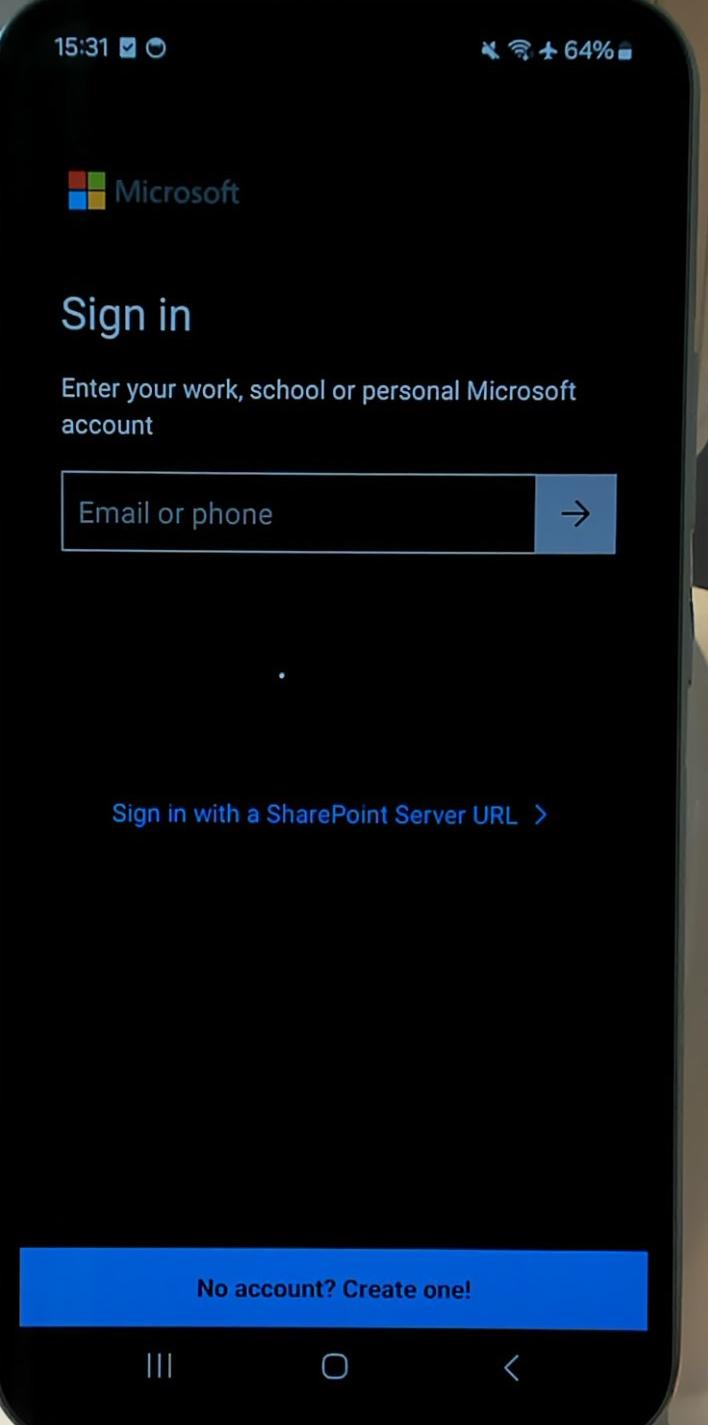 15:31
64%
Microsoft
Sign in
Enter your work, school or personal Microsoft
account
Email or phone
Sign in with a SharePoint Server URL
No account? Create one!